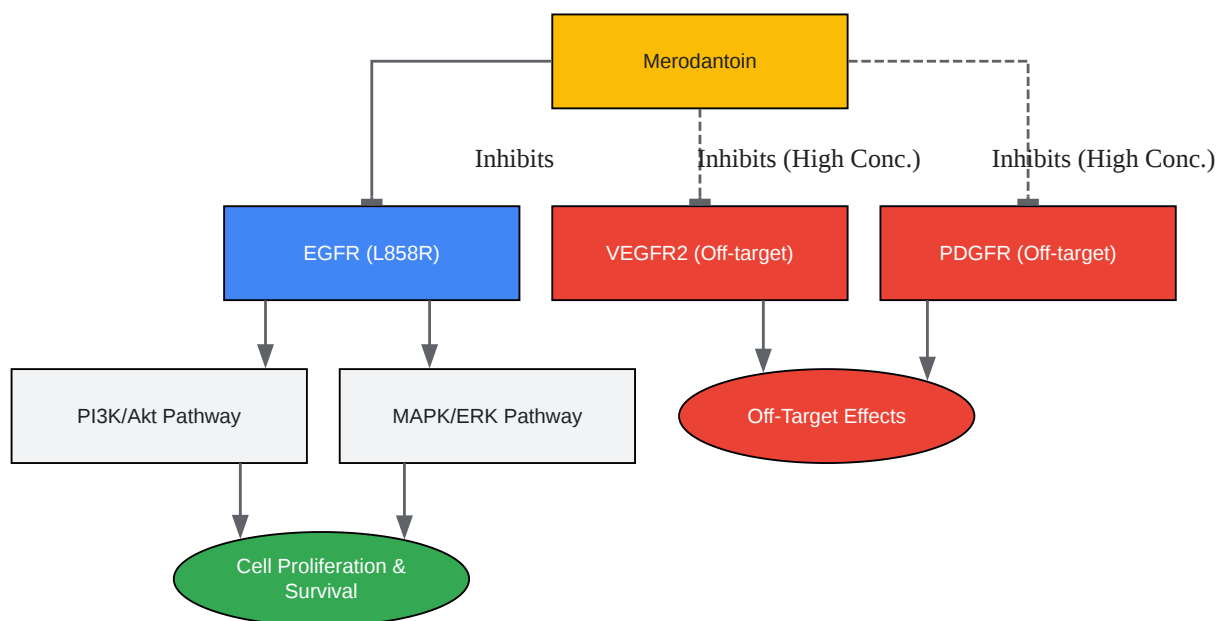 Merodantoin
Inhibits
Inhibits (High Conc.)
Inhibits (High Conc.)
EGFR (L858R)
VEGFR2 (Off-target)
PDGFR (Off-target)
PI3K/Akt Pathway
MAPK/ERK Pathway
Off-Target Effects
Cell Proliferation &
Survival